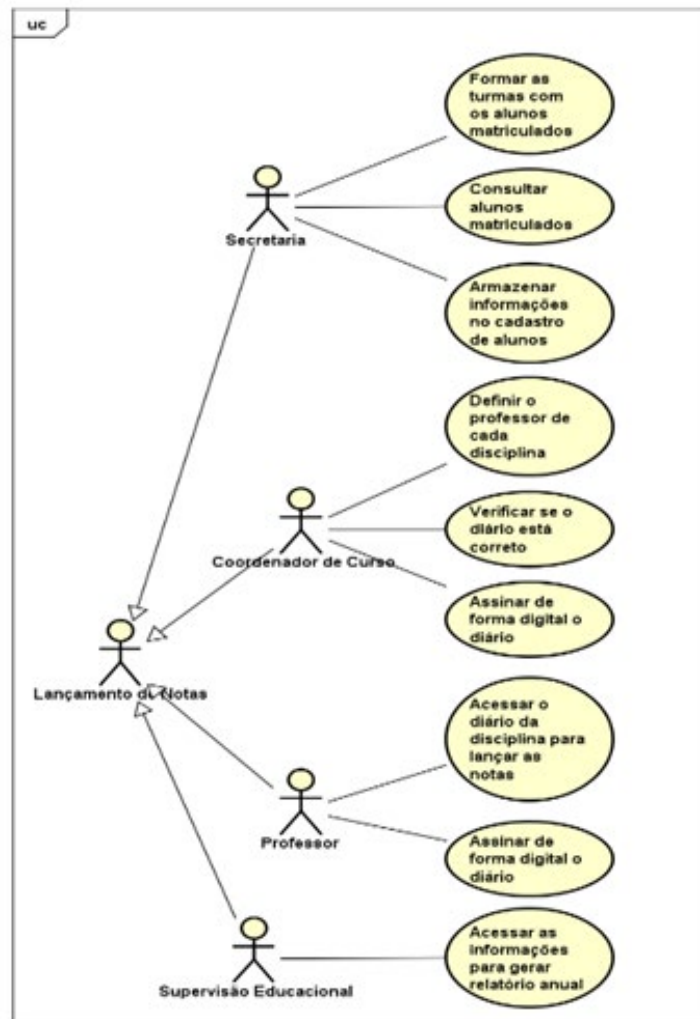 uc
Formar as
turmas com
os alunos
matriculados
Secretaria
Consultar
alunos
matriculados
Armazenar
informações
no cadastro
de alunos
Definir o
professor de
cada
disciplina
Coordenador de Curso
Verificar se o
diário está
correto
Assinar de
forma digital o
diário
Lançamento de Notas
Acessar o
diário da
disciplina para
lançar as
notas
Professor
Assinar de
forma digital o
diário
Supervisão Educacional
Acessar as
informações
para gerar
relatório anual